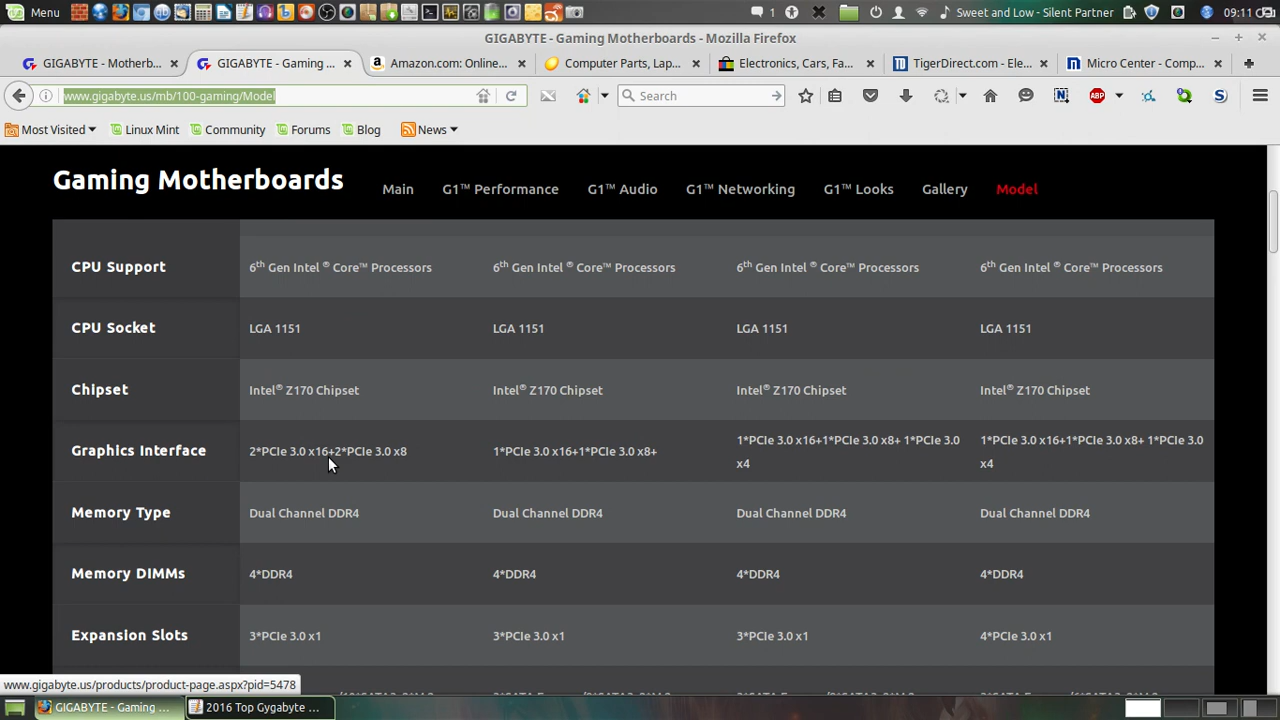 Menu
1
Sweet and Low - Silent Partner
09:11
GIGABYTE - Gaming Motherboards - Mozilla Firefox
GIGABYTE - Motherb...
GIGABYTE - Gaming ...
Amazon.com: Online...
Computer Parts, Lap...
Electronics, Cars, Fa...
TigerDirect.com - Ele...
Micro Center - Comp...
www.gigabyte.us/mb/100-gaming/Model
Search
ABP
Most Visited
Linux Mint
Community
Forums
Blog
News
Gaming Motherboards
Main
G1™ Performance
G1™ Audio
G1™ Networking
G1™ Looks
Gallery
Model
CPU Support
6th Gen Intel ® Core™ Processors
6th Gen Intel ® Core™ Processors
6th Gen Intel ® Core™ Processors
6th Gen Intel ® Core™ Processors
CPU Socket
LGA 1151
LGA 1151
LGA 1151
LGA 1151
Chipset
Intel® Z170 Chipset
Intel® Z170 Chipset
Intel® Z170 Chipset
Intel® Z170 Chipset
Graphics Interface
2*PCIe 3.0 x16+2*PCIe 3.0 x8
1*PCIe 3.0 x16+1*PCIe 3.0 x8+
1*PCIe 3.0 x16+1*PCIe 3.0 x8+ 1*PCIe 3.0
x4
1*PCIe 3.0 x16+1*PCIe 3.0 x8+ 1*PCIe 3.0
x4
Memory Type
Dual Channel DDR4
Dual Channel DDR4
Dual Channel DDR4
Dual Channel DDR4
Memory DIMMs
4*DDR4
4*DDR4
4*DDR4
4*DDR4
Expansion Slots
3*PCIe 3.0 x1
3*PCIe 3.0 x1
3*PCIe 3.0 x1
4*PCIe 3.0 x1
www.gigabyte.us/products/product-page.aspx?pid=5478
GIGABYTE - Gaming ...
2016 Top Gygabyte ...